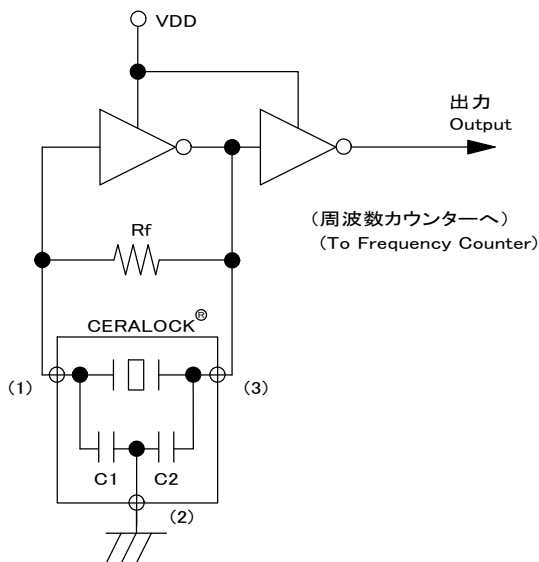 VDD
出力
Output
(周波数カウンターへ)
(To Frequency Counter)
Rf
CERALOCK®
(1)
(3)
C1
C2
(2)